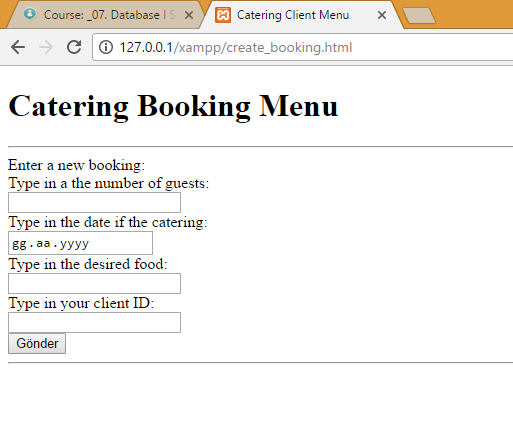 Course: _07. Database I S
Catering Client Menu
127.0.0.1/xampp/create_booking.html
Catering Booking Menu
Enter a new booking:
Type in a the number of guests:
Type in the date if the catering:
gg.aa.yyyy
Type in the desired food:
Type in your client ID:
Gönder